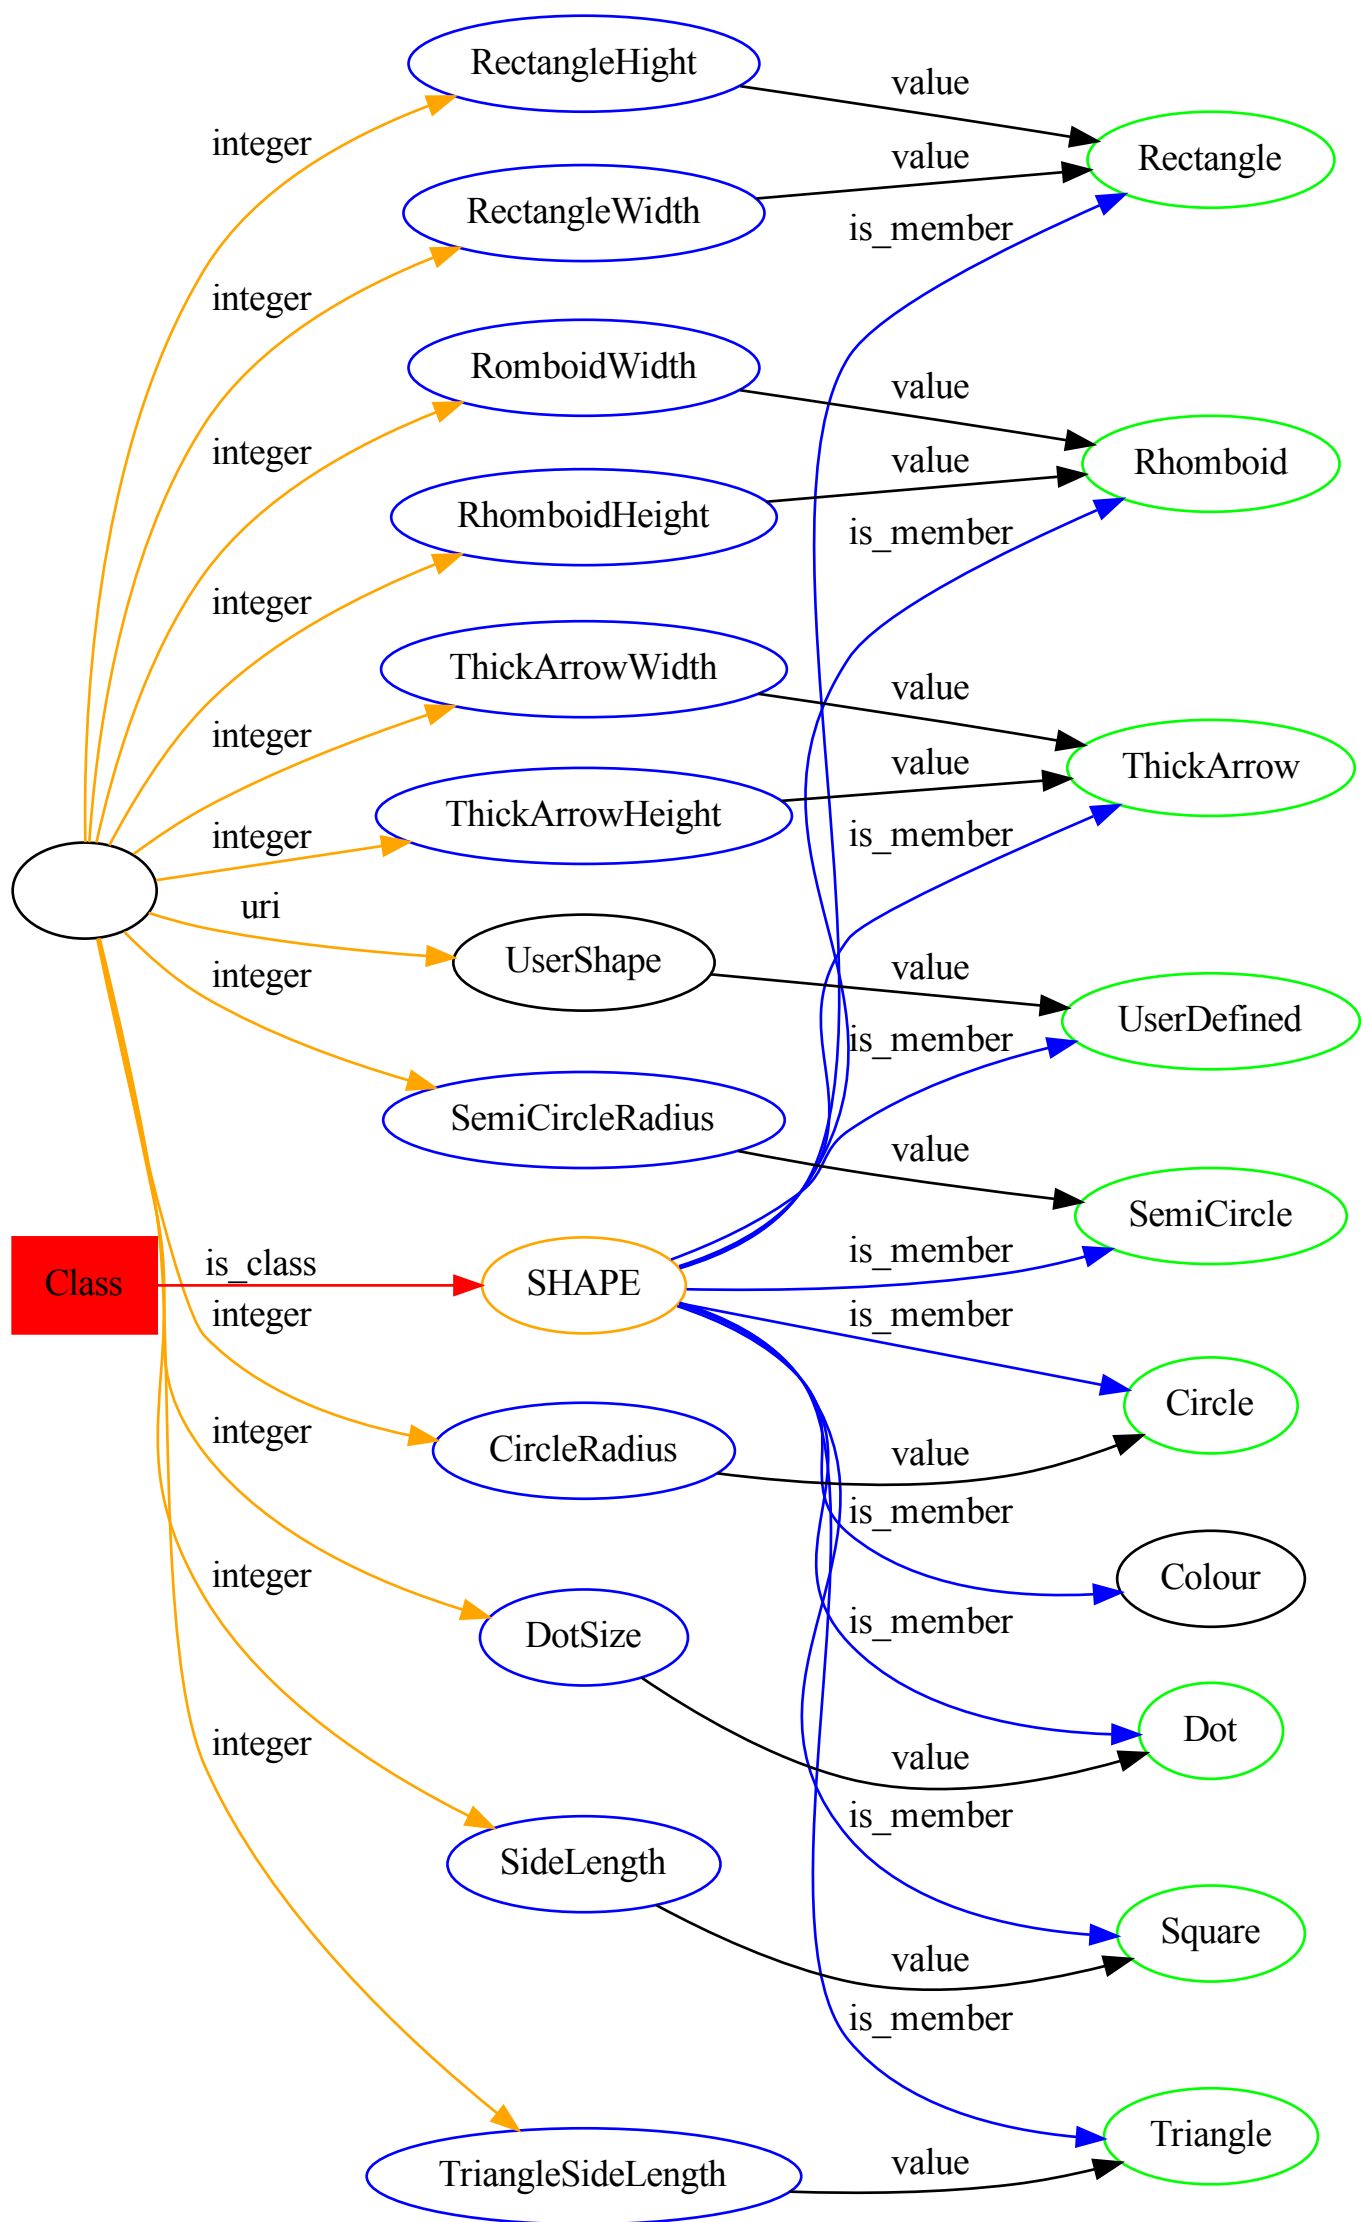 RectangleHight
value
integer
Rectangle
value
RectangleWidth
is_member
integer
RomboidWidth
value
integer
Rhomboid
value
RhomboidHeight
is_member
integer
ThickArrowWidth
value
integer
ThickArrow
value
ThickArrowHeight
integer
is_member
uri
UserShape
value
integer
UserDefined
is_member
SemiCircleRadius
value
SemiCircle
is_member
Class
is_class
SHAPE
integer
is_member
Circle
integer
CircleRadius
value
is_member
Colour
integer
is_member
DotSize
Dot
integer
value
is_member
SideLength
Square
value
is_member
Triangle
TriangleSideLength
value